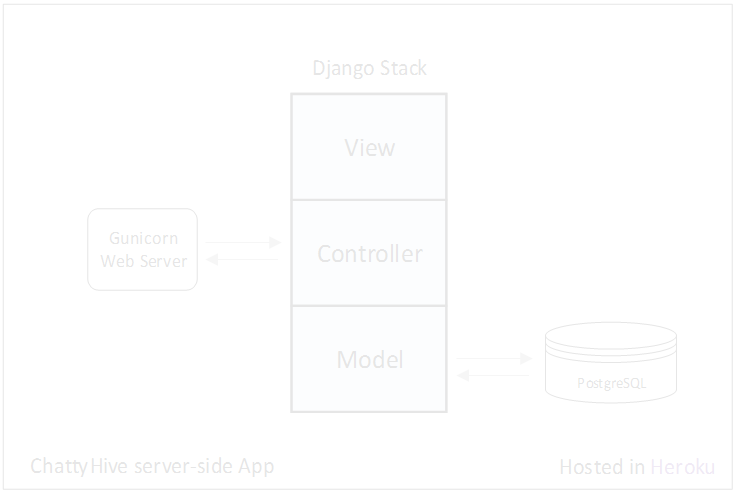 Django Stack
View
Gunicorn
Web Server
Controller
Model
PostgreSQL
ChattyHive server-side App
Hosted in Heroku